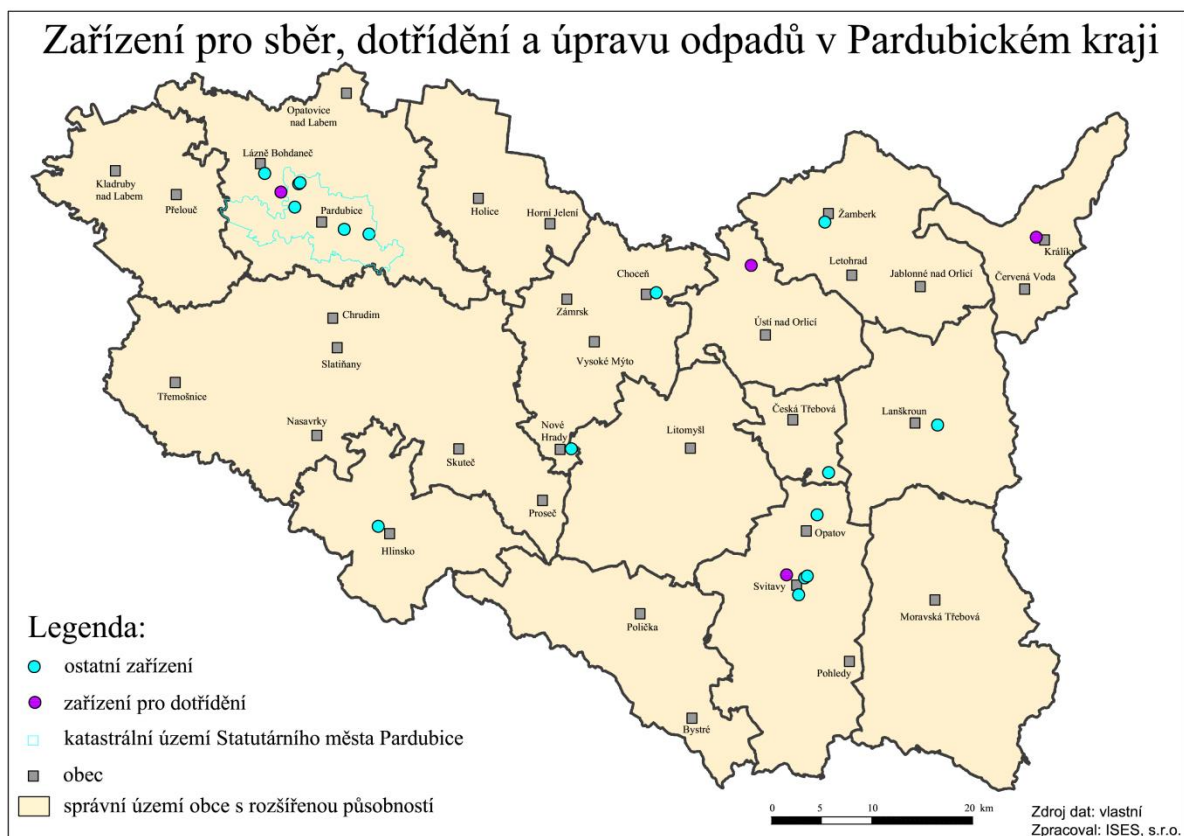 Zařízení pro sběr, dotřídění a úpravu odpadů v Pardubickém kraji
Opatovice
nad Labem
Lázně Bohdaneč
Kladruby
nad Labem
Přelouč
Pardubice
Holice
Horní Jelení
Žamberk
Letohrad
Jablonné nad Orlicí
Králíky
Červená Voda
Choceň
Zámrsk
Vysoké Mýto
Ústí nad Orlicí
Chrudim
Slatiňany
Třemošnice
Nasavrky
Skuteč
Nové
Hrady
Litomyšl
Česká Třebová
Lanškroun
Proseč
Hlinsko
Opatov
Svitavy
Moravská Třebová
Polička
Pohledy
Bystré
Legenda:
ostatní zařízení
zařízení pro dotřídění
katastrální území Statutárního města Pardubice
obec
správní území obce s rozšířenou působností
0 5 10 20 km
Zdroj dat: vlastní
Zpracoval: ISES, s.r.o.